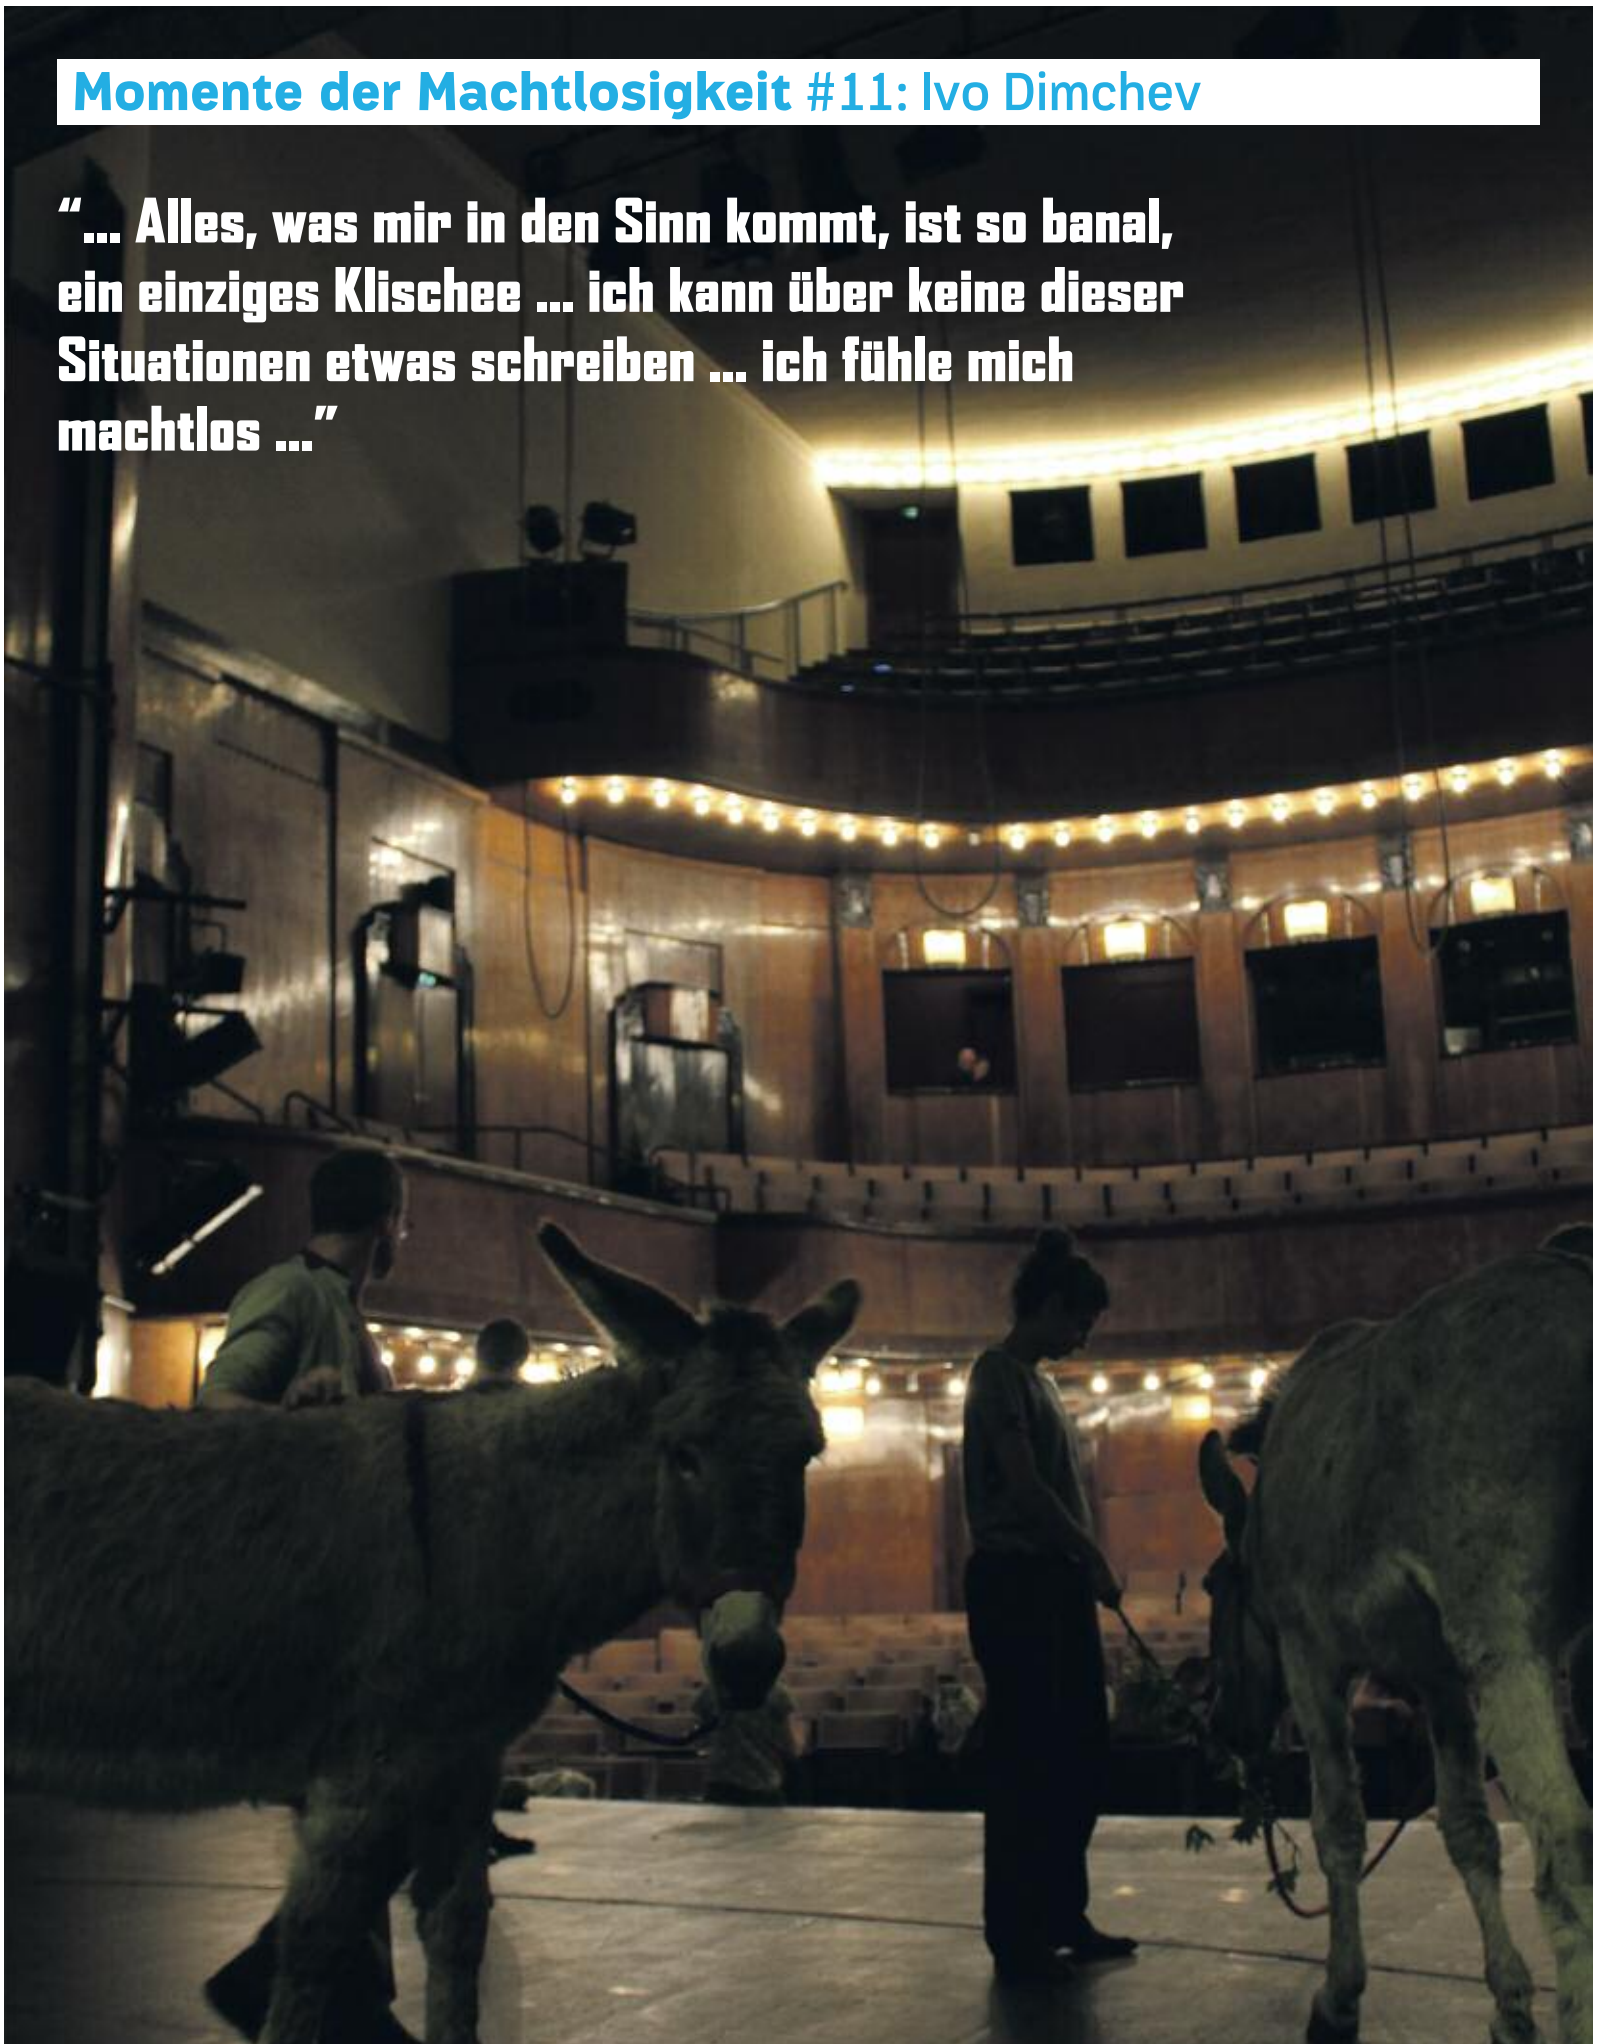 Momente der Machtlosigkeit #11: Ivo Dimchev
“... Alles, was mir in den Sinn kommt, ist so banal,
ein einziges Klischee ... ich kann über keine dieser
Situationen etwas schreiben ... ich fühle mich
machtlos ...”